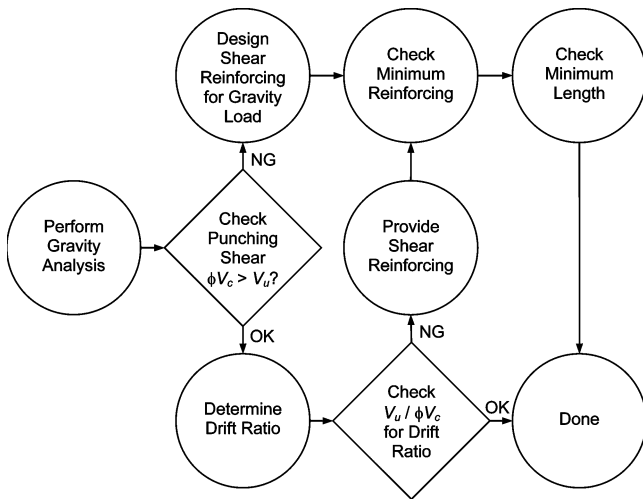 Design
Shear
Reinforcing
for Gravity
Load
Check
Minimum
Reinforcing
Check
Minimum
Length
NG
Perform
Gravity
Analysis
Check
Punching
Shear
ϕVc > Vu?
Provide
Shear
Reinforcing
OK
NG
Determine
Drift Ratio
Check
Vu / ϕVc
for Drift
Ratio
OK
Done